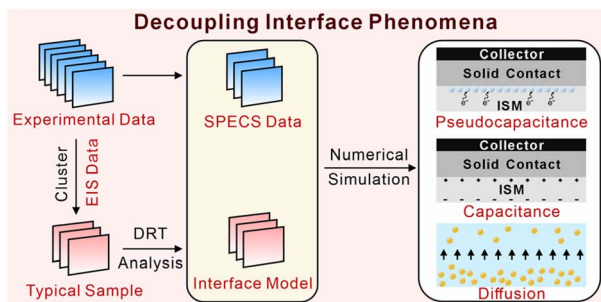 Decoupling Interface Phenomena
Experimental Data
SPECS Data
Cluster
EIS Data
Typical Sample
DRT
Analysis
Interface Model
Numerical
Simulation
Collector
Solid Contact
e⁻ e⁻ e⁻ e⁻
ISM
Pseudocapacitance
Collector
Solid Contact
+ + + + + + + +
ISM
- - - - - - - -
Capacitance
Diffusion